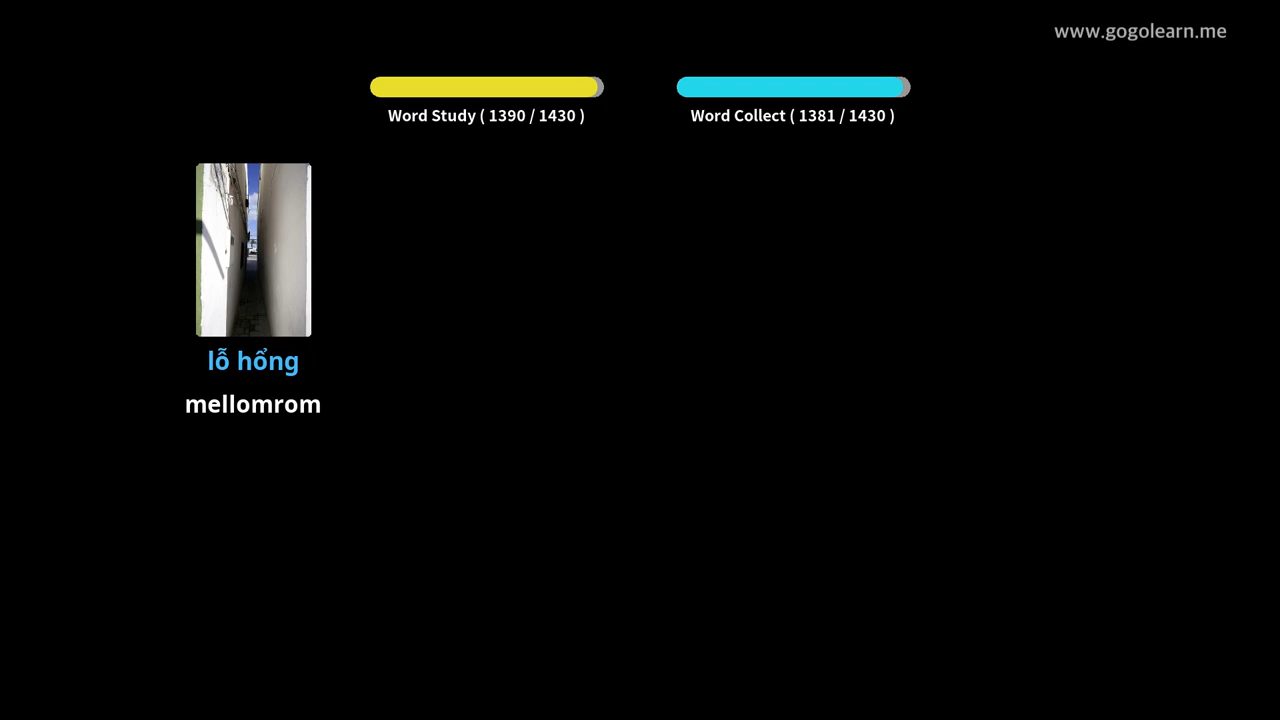 www.gogolearn.me
Word Study ( 1390 / 1430 )
Word Collect ( 1381 / 1430 )
lỗ hổng
mellomrom